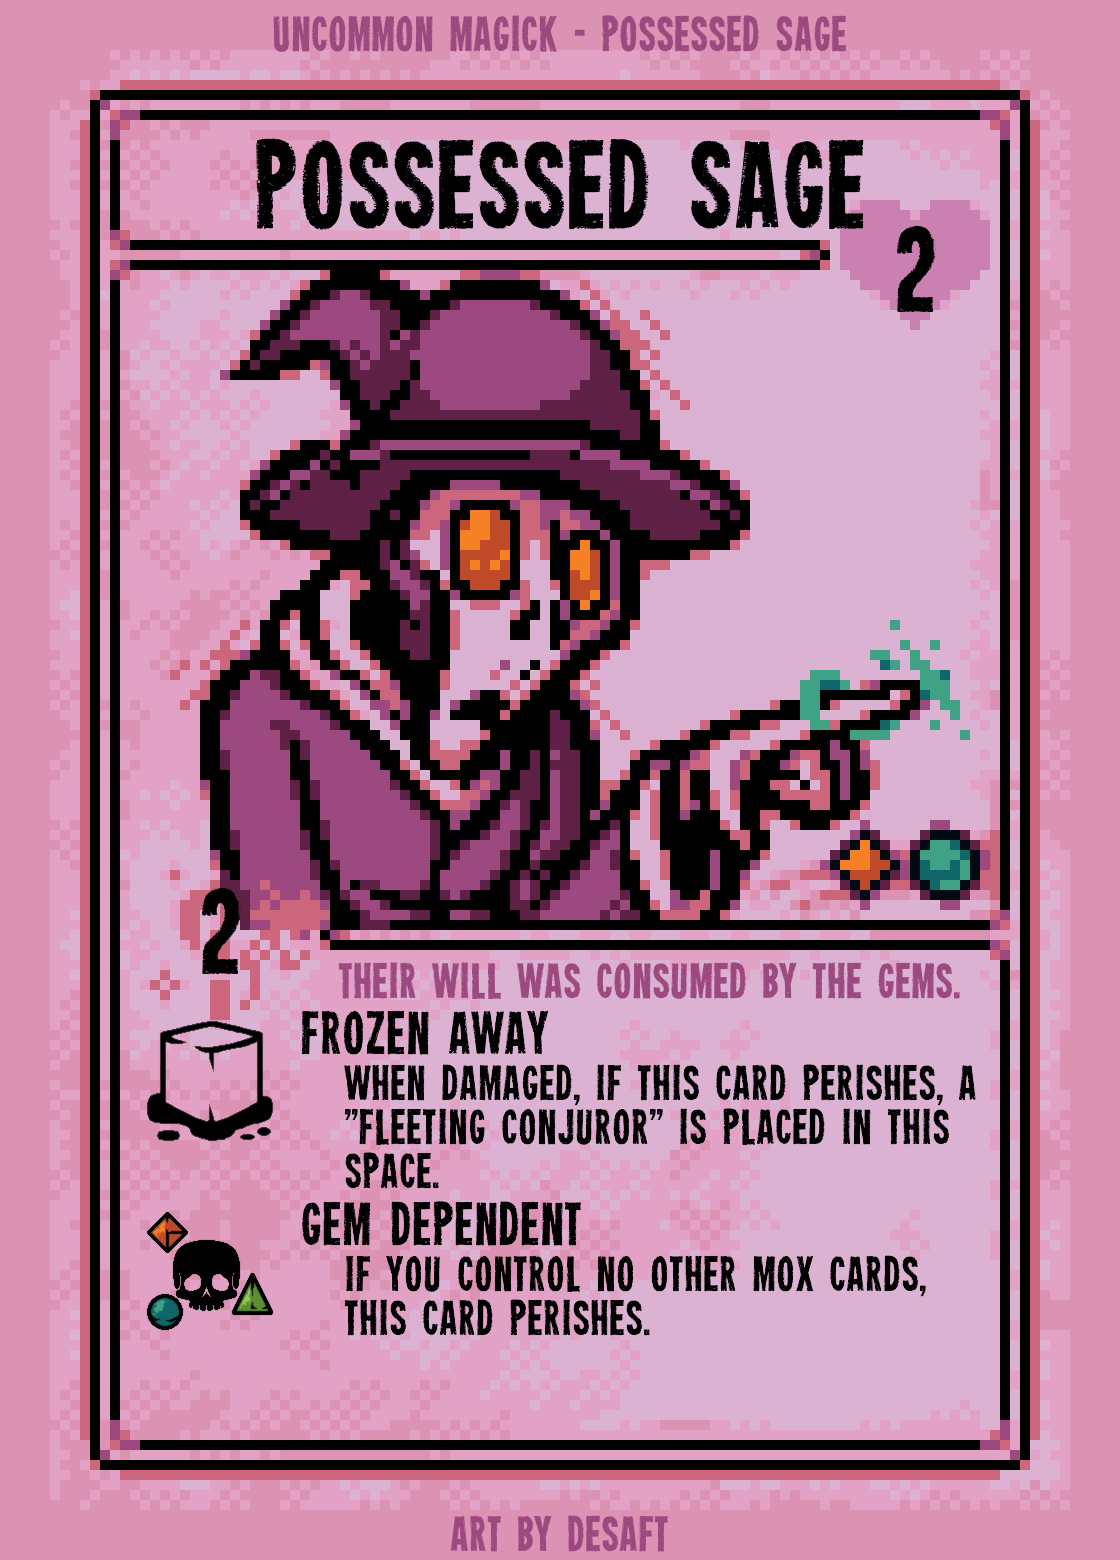 UNCOMMON MAGICK - POSSESSED SAGE
POSSESSED SAGE
2
2
THEIR WILL WAS CONSUMED BY THE GEMS.
FROZEN AWAY
WHEN DAMAGED, IF THIS CARD PERISHES, A
"FLEETING CONJUROR" IS PLACED IN THIS
SPACE.
GEM DEPENDENT
IF YOU CONTROL NO OTHER MOX CARDS,
THIS CARD PERISHES.
ART BY DESAFT